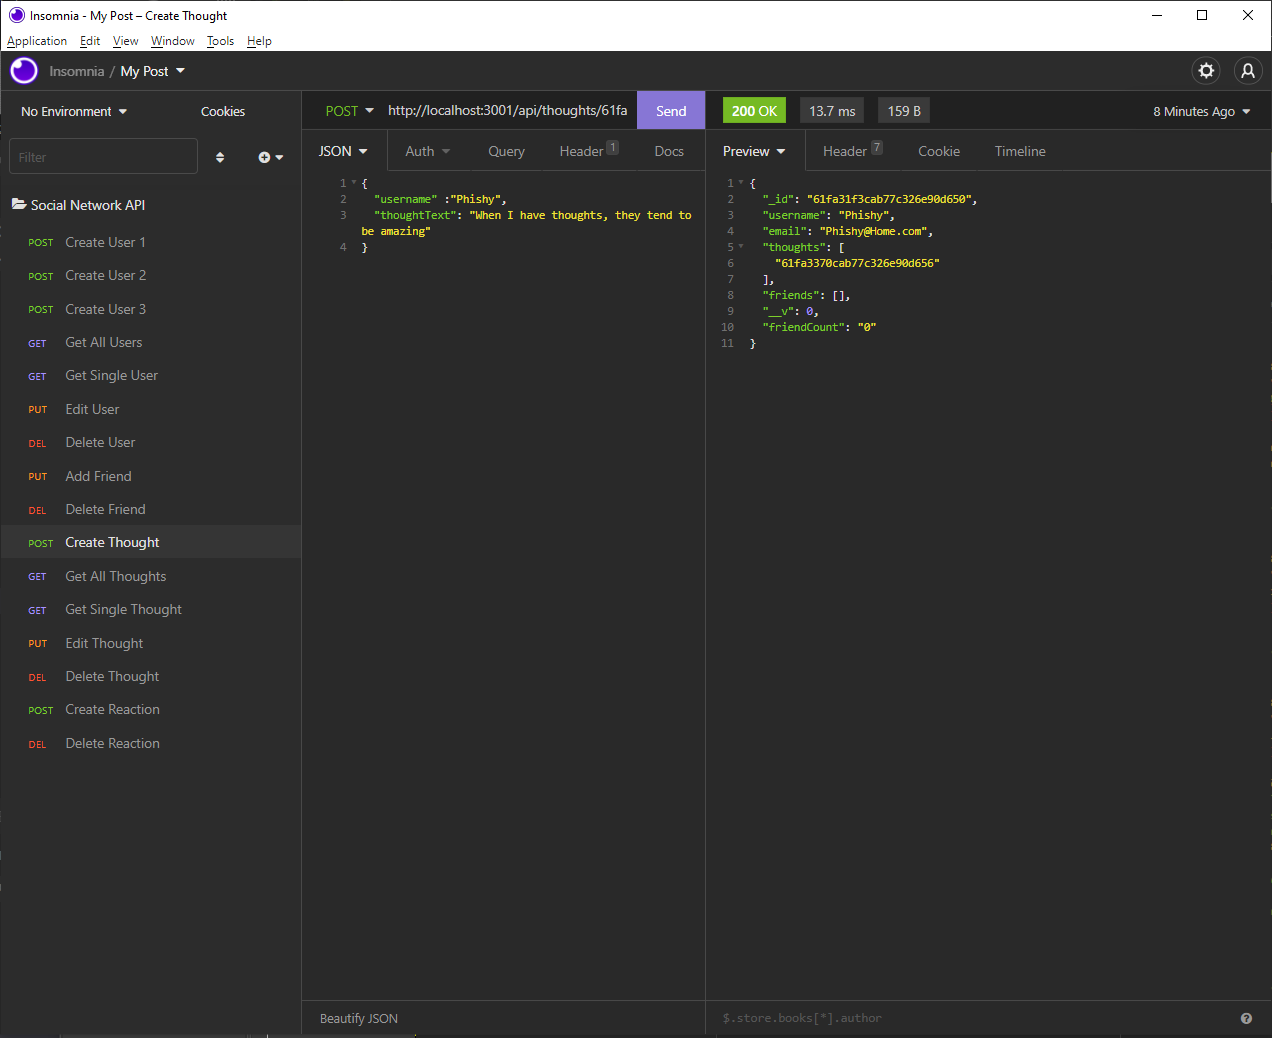 Insomnia - My Post – Create Thought
Application Edit View Window Tools Help
Insomnia / My Post
No Environment Cookies
POST http://localhost:3001/api/thoughts/61fa Send
200 OK 13.7 ms 159 B 8 Minutes Ago
Filter
JSON Auth Query Header 1 Docs
Preview Header 7 Cookie Timeline
Social Network API
POST Create User 1
POST Create User 2
POST Create User 3
GET Get All Users
GET Get Single User
PUT Edit User
DEL Delete User
PUT Add Friend
DEL Delete Friend
POST Create Thought
GET Get All Thoughts
GET Get Single Thought
PUT Edit Thought
DEL Delete Thought
POST Create Reaction
DEL Delete Reaction
1 {
2 "username" :"Phishy",
3 "thoughtText": "When I have thoughts, they tend to
be amazing"
4 }
Beautify JSON
1 {
2 "_id": "61fa31f3cab77c326e90d650",
3 "username": "Phishy",
4 "email": "Phishy@Home.com",
5 "thoughts": [
6 "61fa3370cab77c326e90d656"
7 ],
8 "friends": [],
9 "__v": 0,
10 "friendCount": "0"
11 }
$.store.books[*].author